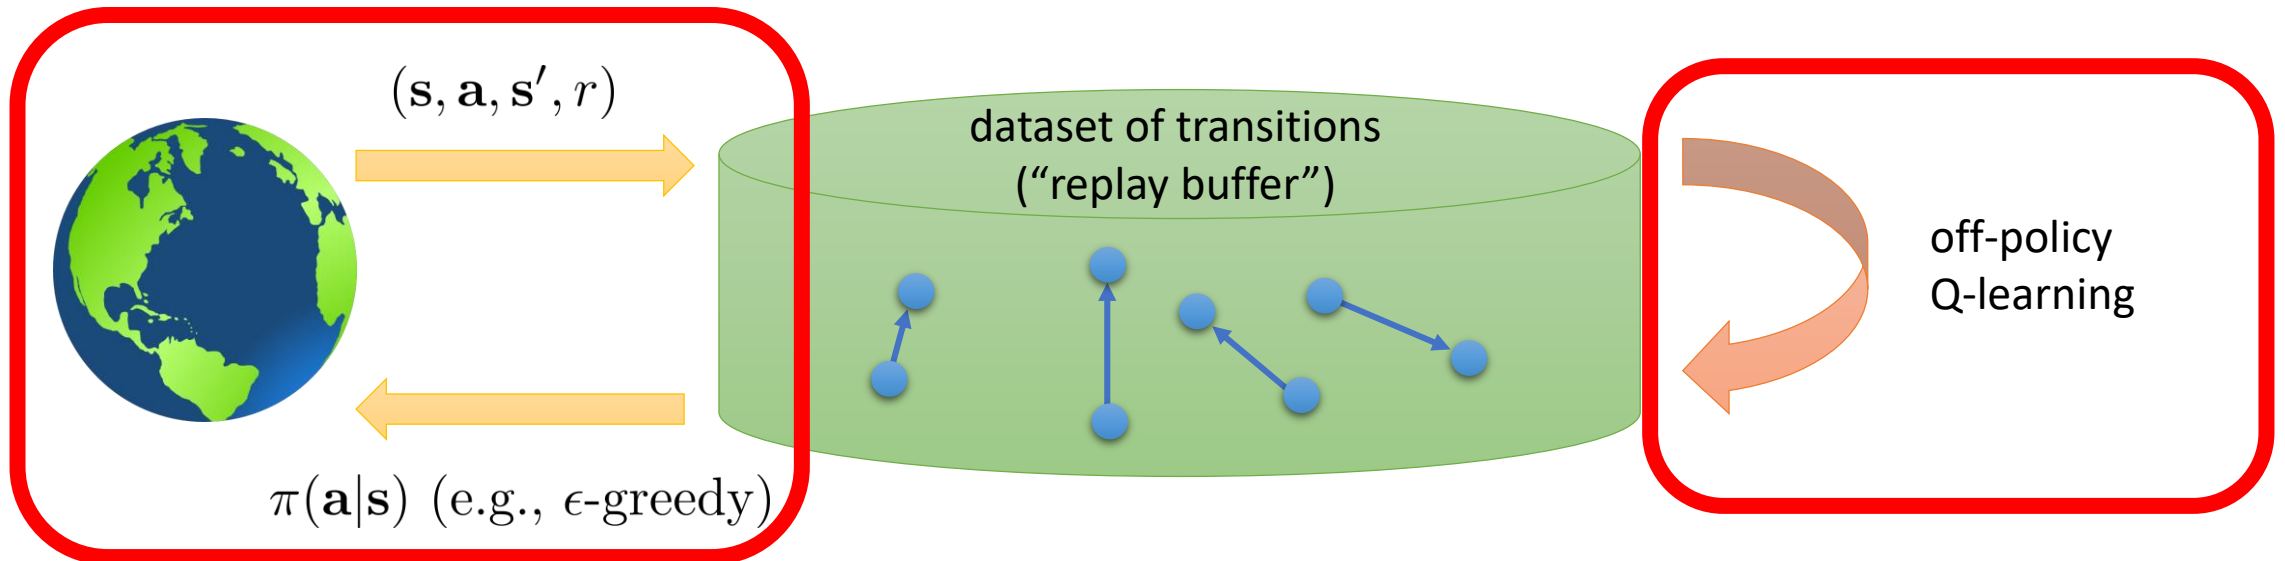 (s, a, s′, r)
π(a|s) (e.g., ϵ-greedy)
dataset of transitions
(“replay buffer”)
off-policy
Q-learning